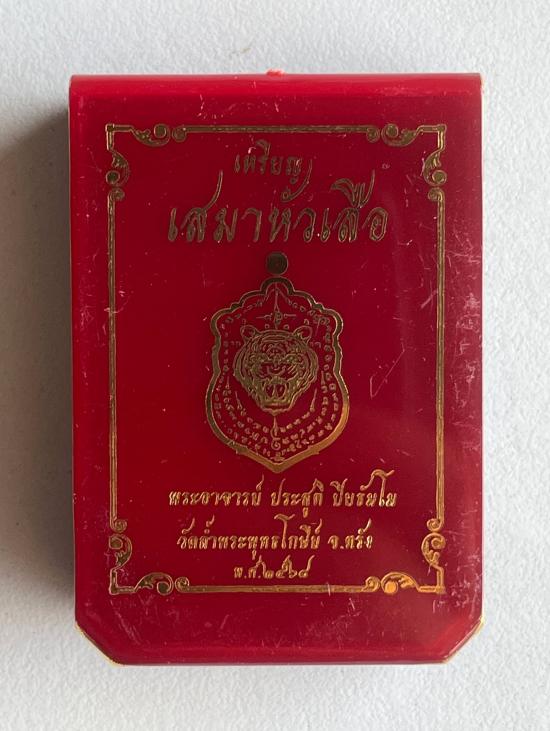 เหรียญ
เสมาหัวเสือ
พระอาจารย์ ประสูติ ปิยธัมโม
วัดถ้ำพระพุทธโกษีย์ จ.ตรัง
พ.ศ.๒๕๖๘